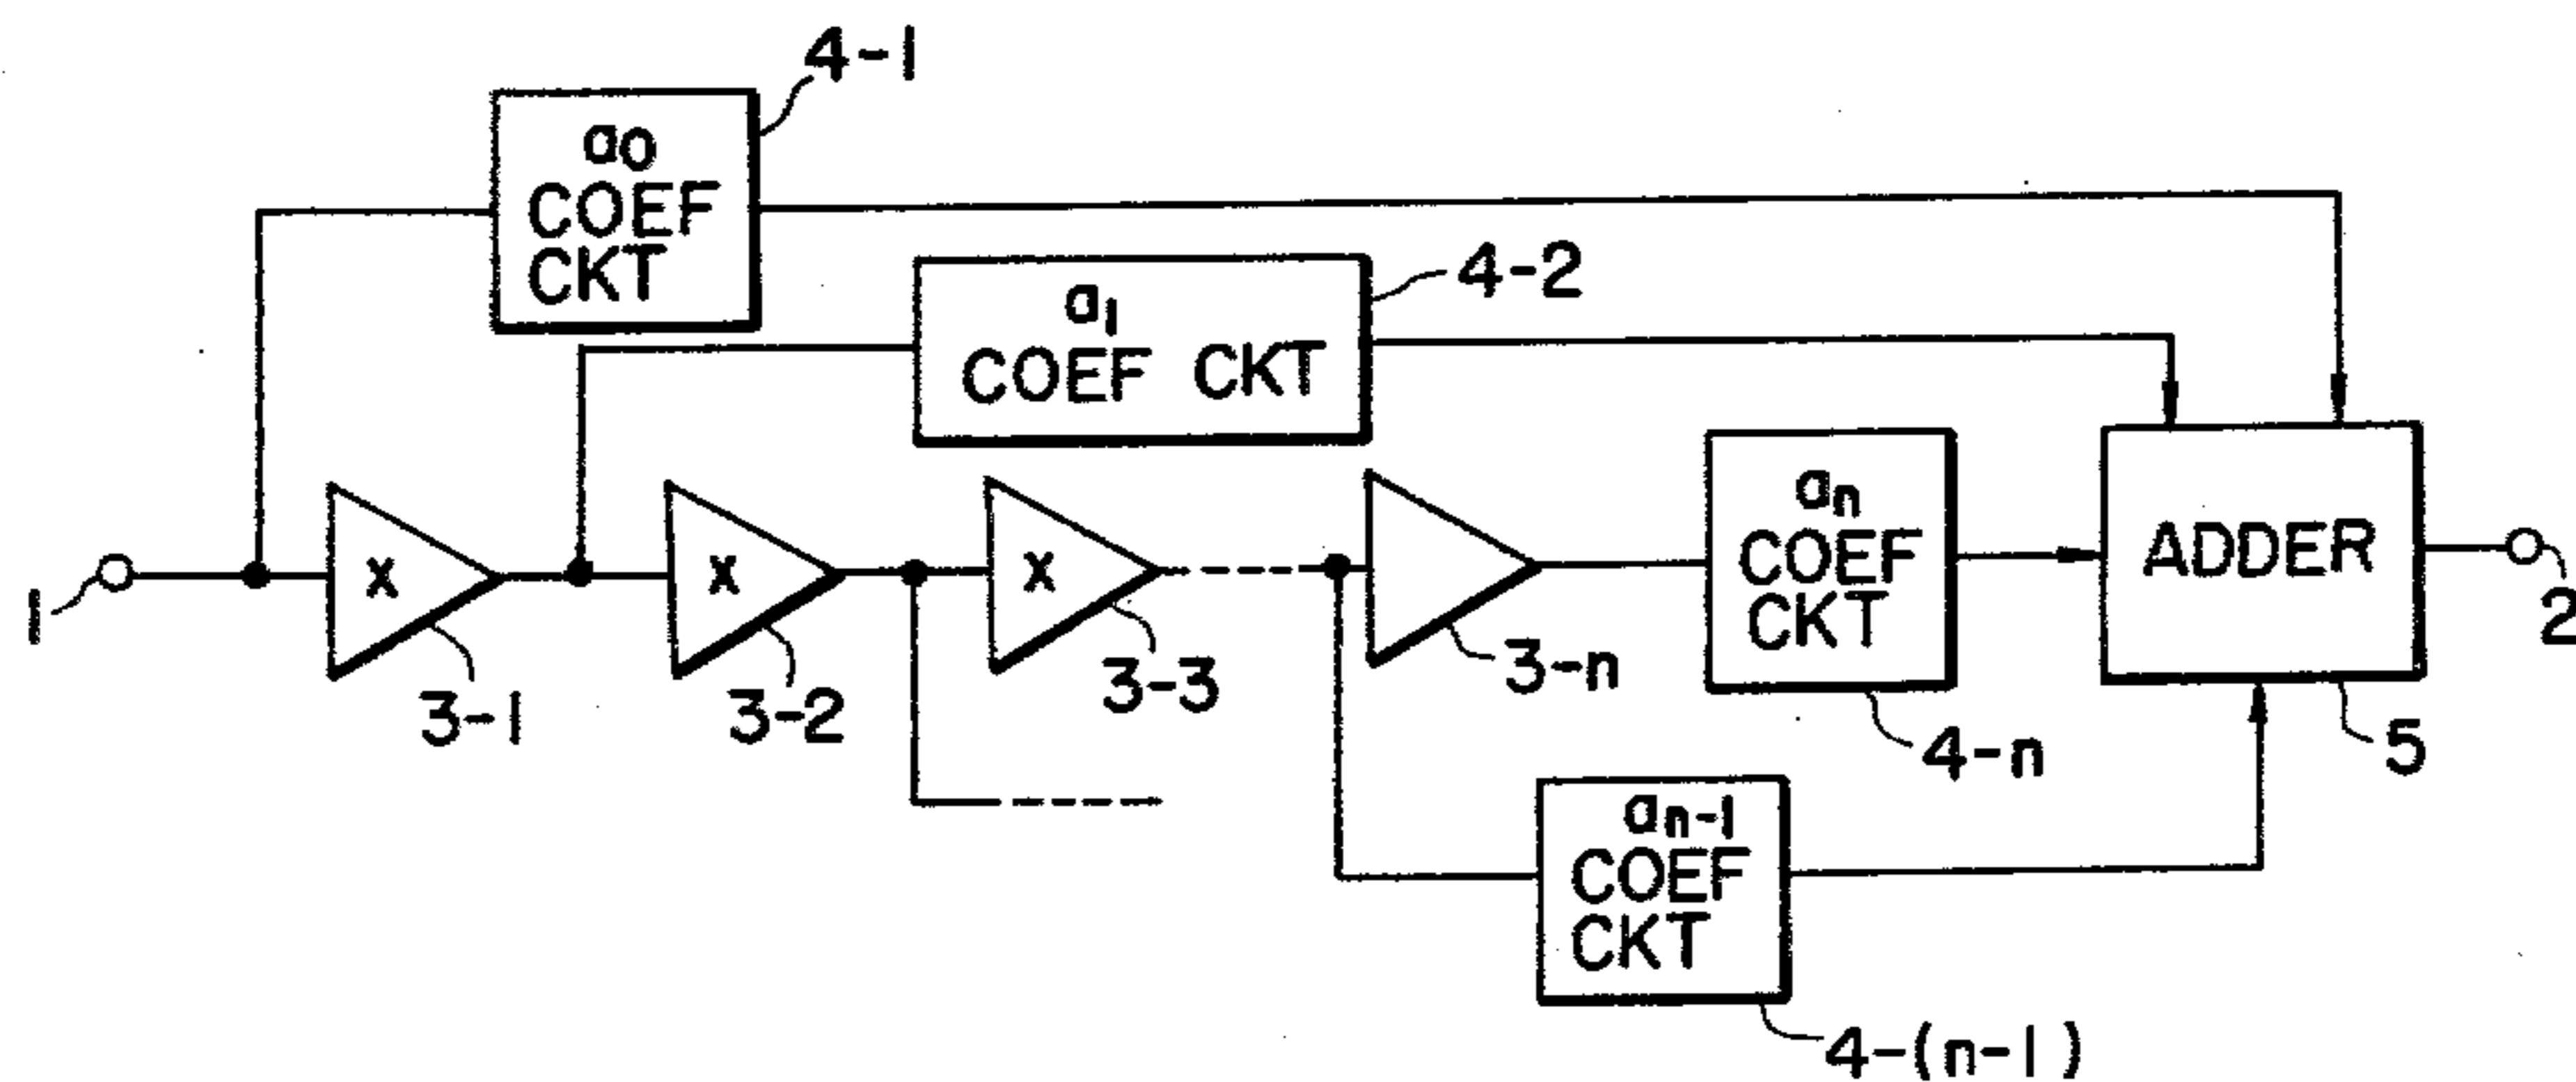 4-1
a0
COEF
CKT
4-2
a1
COEF CKT
an
COEF
CKT
ADDER
x
x
x
1
2
3-1
3-2
3-3
3-n
4-n
5
an-1
COEF
CKT
4-(n-1)